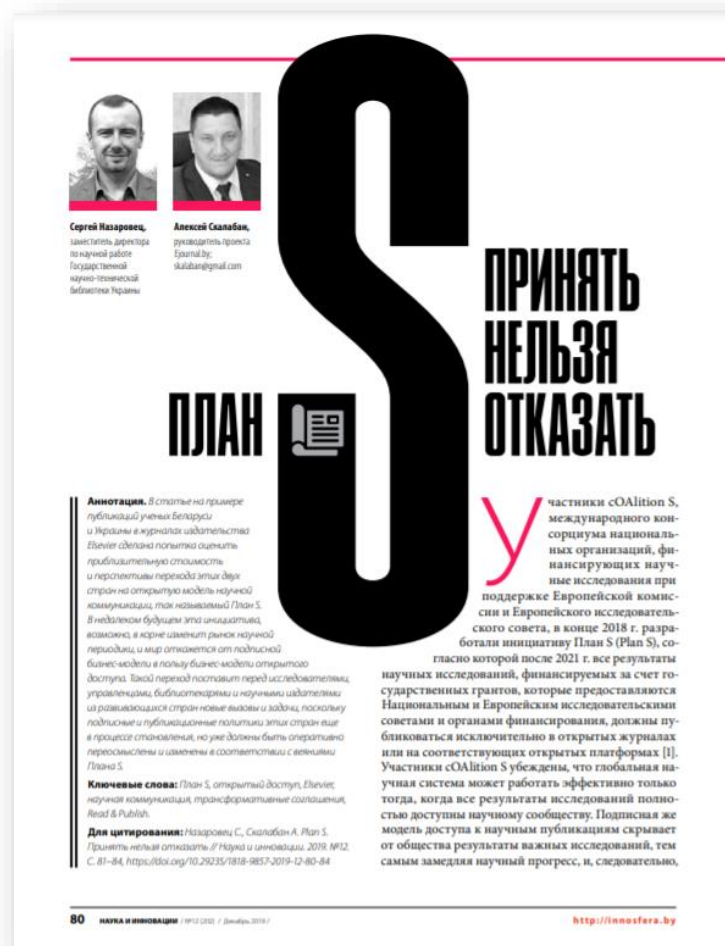 Сергей Назаровец,
заместитель директора
по научной работе
Государственной
научно-технической
библиотеки Украины
Алексей Скалабан,
руководитель проекта
Ejournal.by;
skalaban@gmail.com
ПЛАН
S
ПРИНЯТЬ
НЕЛЬЗЯ
ОТКАЗАТЬ
Аннотация. В статье на примере
публикаций ученых Беларуси
и Украины в журналах издательства
Elsevier сделана попытка оценить
приблизительную стоимость
и перспективы перехода этих двух
стран на открытую модель научной
коммуникации, так называемый План S.
В недалеком будущем эта инициатива,
возможно, в корне изменит рынок научной
периодики, и мир откажется от подписной
бизнес-модели в пользу бизнес-модели открытого
доступа. Такой переход поставит перед исследователями,
управленцами, библиотекарями и научными издателями
из развивающихся стран новые вызовы и задачи, поскольку
подписные и публикационные политики этих стран еще
в процессе становления, но уже должны быть оперативно
переосмыслены и изменены в соответствии с веяниями
Плана S.
Ключевые слова: План S, открытый доступ, Elsevier,
научная коммуникация, трансформативные соглашения,
Read & Publish.
Для цитирования: Назаровец С., Скалабан А. Plan S.
Принять нельзя отказать // Наука и инновации. 2019. №12.
С. 81–84, https://doi.org/10.29235/1818-9857-2019-12-80-84
Участники cOAlition S,
международного кон-
сорциума националь-
ных организаций, фи-
нансирующих науч-
ные исследования при
поддержке Европейской комис-
сии и Европейского исследователь-
ского совета, в конце 2018 г. разра-
ботали инициативу План S (Plan S), со-
гласно которой после 2021 г. все результаты
научных исследований, финансируемых за счет го-
сударственных грантов, которые предоставляются
Национальным и Европейским исследовательскими
советами и органами финансирования, должны пу-
бликоваться исключительно в открытых журналах
или на соответствующих открытых платформах [1].
Участники cOAlition S убеждены, что глобальная на-
учная система может работать эффективно только
тогда, когда все результаты исследований полно-
стью доступны научному сообществу. Подписная же
модель доступа к научным публикациям скрывает
от общества результаты важных исследований, тем
самым замедляя научный прогресс, и, следовательно,
80 НАУКА И ИННОВАЦИИ / №12 (202) / Декабрь 2019 /
http://innosfera.by